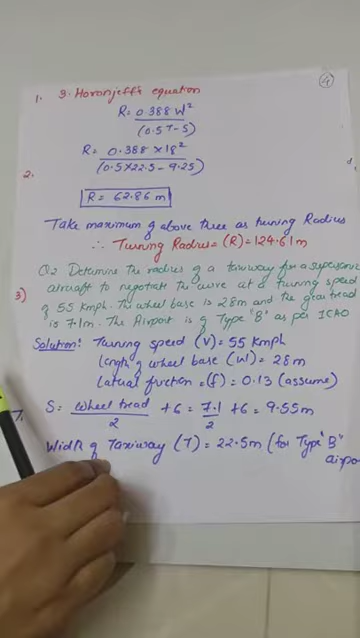 4
1. 3. Horonjeff's equation
R = 0.388 W²
(0.5T - S)
R = 0.388 × 18²
(0.5×22.5 - 9.25)
2.
R = 62.86 m
Take maximum of above three as turning Radius
∴ Turning Radius = (R) = 124.61 m
3) Q.2 Determine the radius of a taxiway for a supersonic
aircraft to negotiate the curve at a turning speed
of 55 Kmph. The wheel base is 28m and the gear tread
is 7.1m. The Airport is of Type "B" as per ICAO
Solution: Turning speed (V) = 55 Kmph
Length of wheel base (W) = 28m
Lateral friction = (f) = 0.13 (assume)
S = wheel tread + 6 = 7.1 + 6 = 9.55m
2 2
Width of Taxiway (T) = 22.5m (for Type "B"
airport